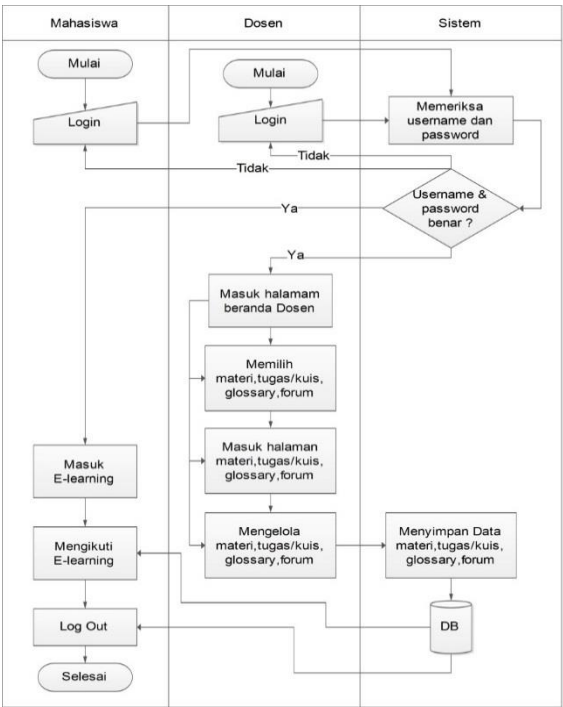 Mahasiswa
Dosen
Sistem
Mulai
Mulai
Login
Login
Memeriksa
username dan
password
Tidak
Tidak
Username &
password
benar ?
Ya
Ya
Masuk halamam
beranda Dosen
Memilih
materi,tugas/kuis,
glossary,forum
Masuk halaman
materi,tugas/kuis,
glossary,forum
Masuk
E-learning
Mengelola
materi,tugas/kuis,
glossary,forum
Menyimpan Data
materi,tugas/kuis,
glossary,forum
Mengikuti
E-learning
Log Out
DB
Selesai